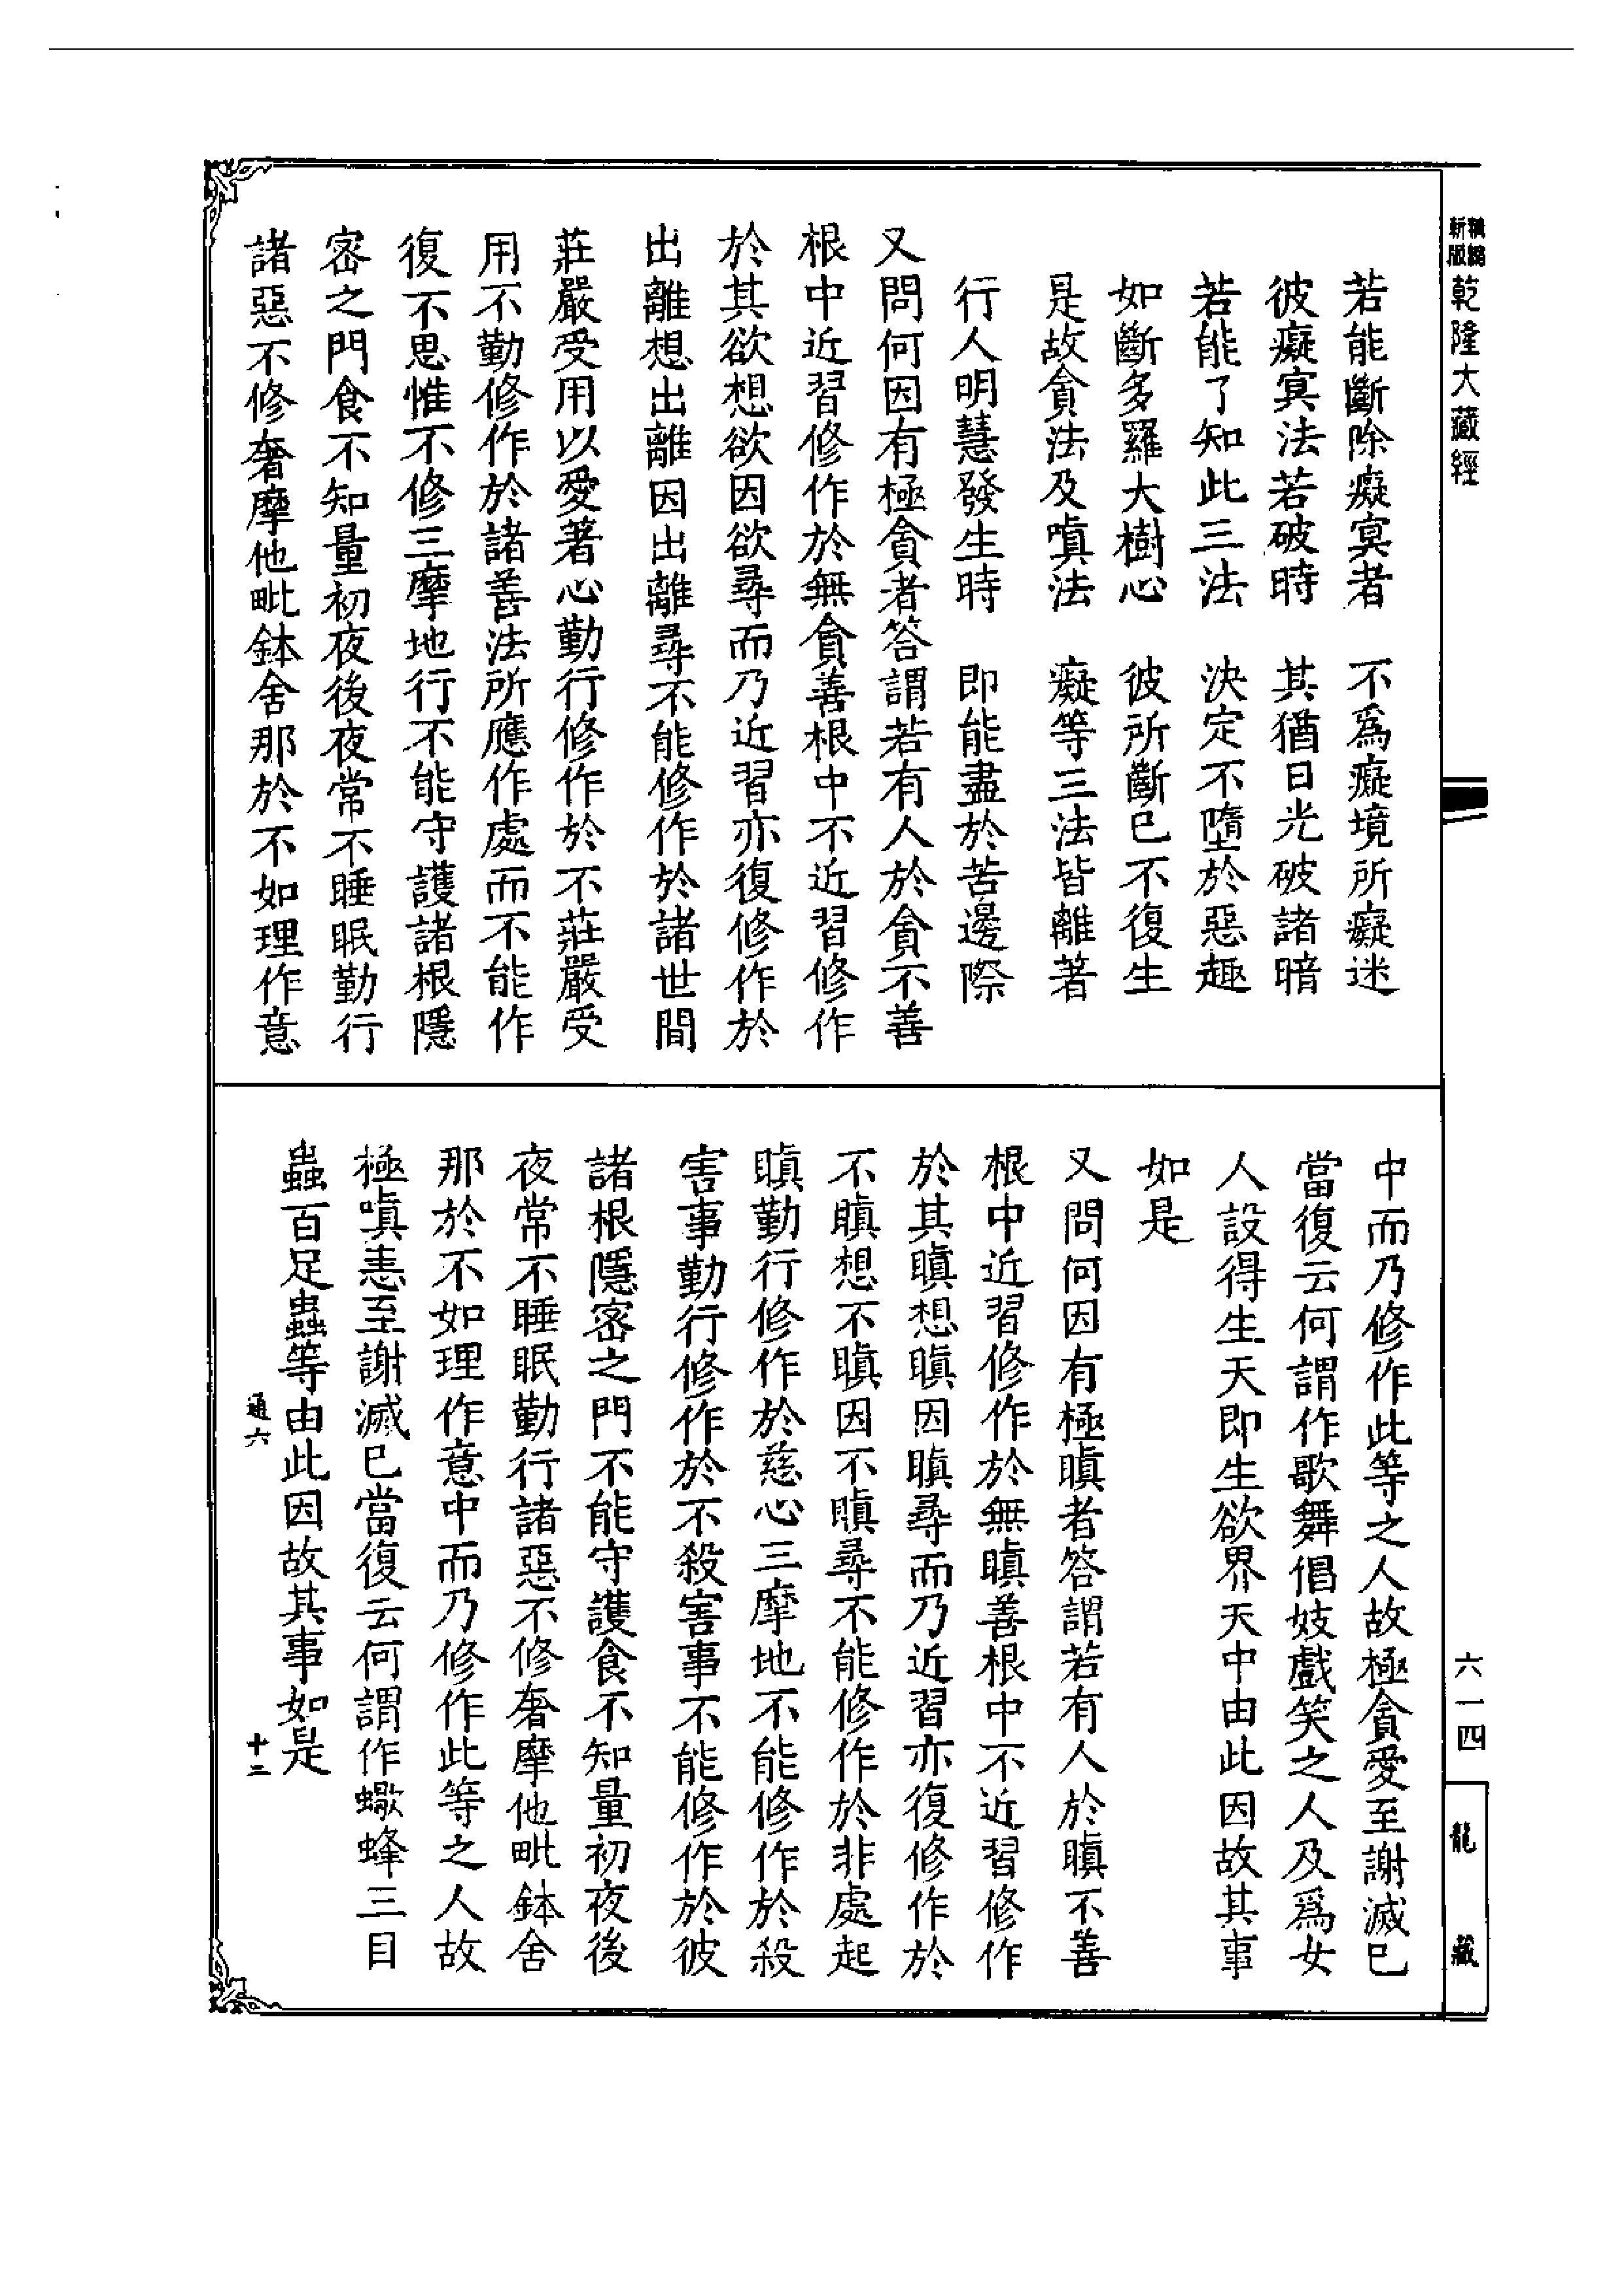 新版
乾隆大藏經
若能斷除癡冥者　不爲癡境所癡迷
彼癡冥法若破時　其猶日光破諸暗
若能了知此三法　決定不墮於惡趣
如斷多羅大樹心　彼所斷已不復生
是故貪法及嗔法　癡等三法皆離著
行人明慧發生時　即能盡於苦邊際
又問何因有極貪者答謂若有人於貪不善
根中近習修作於無貪善根中不近習修作
於其欲想欲因欲尋而乃近習亦復修作於
出離想出離因出離尋不能修作於諸世間
莊嚴受用以愛著心勤行修作於不莊嚴受
用不勤修作於諸善法所應作處而不能作
復不思惟不修三摩地行不能守護諸根隱
密之門食不知量初夜後夜常不睡眠勤行
諸惡不修奢摩他毗鉢舍那於不如理作意
中而乃修作此等之人故極貪愛至謝滅已
當復云何謂作歌舞倡妓戲笑之人及爲女
人設得生天即生欲界天中由此因故其事
如是
又問何因有極瞋者答謂若有人於瞋不善
根中近習修作於無瞋善根中不近習修作
於其瞋想瞋因瞋尋而乃近習亦復修作於
不瞋想不瞋因不瞋尋不能修作於非處起
瞋勤行修作於慈心三摩地不能修作於殺
害事勤行修作於不殺害事不能修作於彼
諸根隱密之門不能守護食不知量初夜後
夜常不睡眠勤行諸惡不修奢摩他毗鉢舍
那於不如理作意中而乃修作此等之人故
極嗔恚至謝滅已當復云何謂作蠍蜂三目
蟲百足蟲等由此因故其事如是
通六
十二
六一四
龍藏